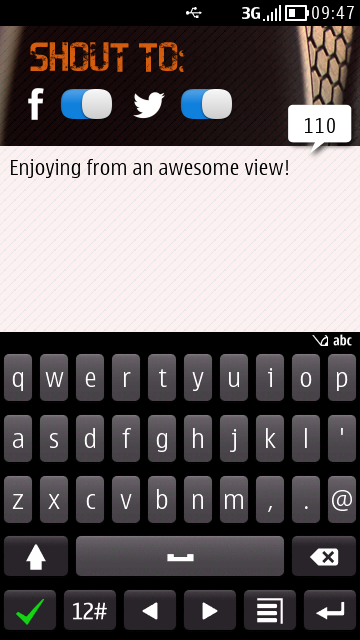 3G 09:47
SHOUT TO:
f
110
Enjoying from an awesome view!
abc
q w e r t y u i o p
a s d f g h j k l '
z x c v b n m , . @
12#